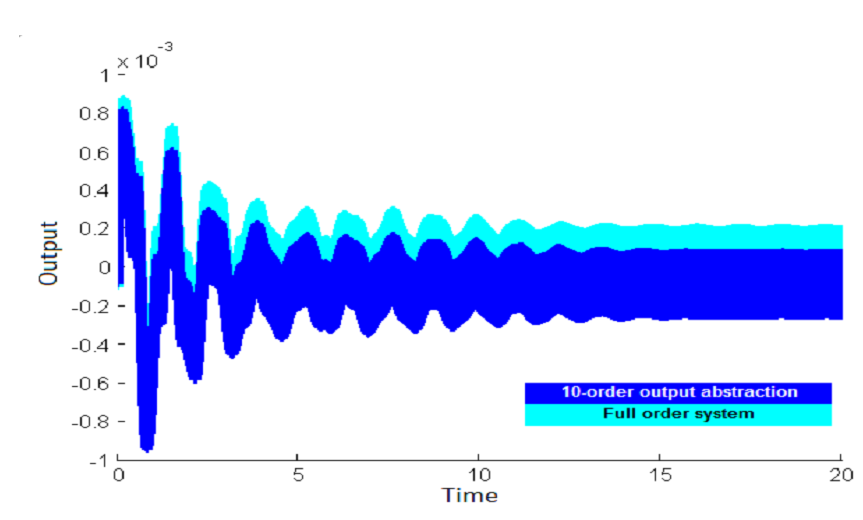 × 10^-3
1
0.8
0.6
0.4
0.2
0
-0.2
-0.4
-0.6
-0.8
-1
Output
10-order output abstraction
Full order system
0 5 10 15 20
Time